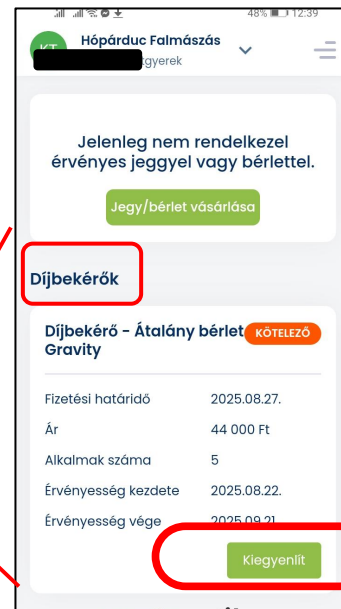 48% 12:39
KT
Hópárduc Falmászás
gyerek
Jelenleg nem rendelkezel
érvényes jeggyel vagy bérlettel.
Jegy/bérlet vásárlása
Díjbekérők
Díjbekérő - Átalány bérlet KÖTELEZŐ
Gravity
Fizetési határidő 2025.08.27.
Ár 44 000 Ft
Alkalmak száma 5
Érvényesség kezdete 2025.08.22.
Érvényesség vége 2025.09.21.
Kiegyenlít